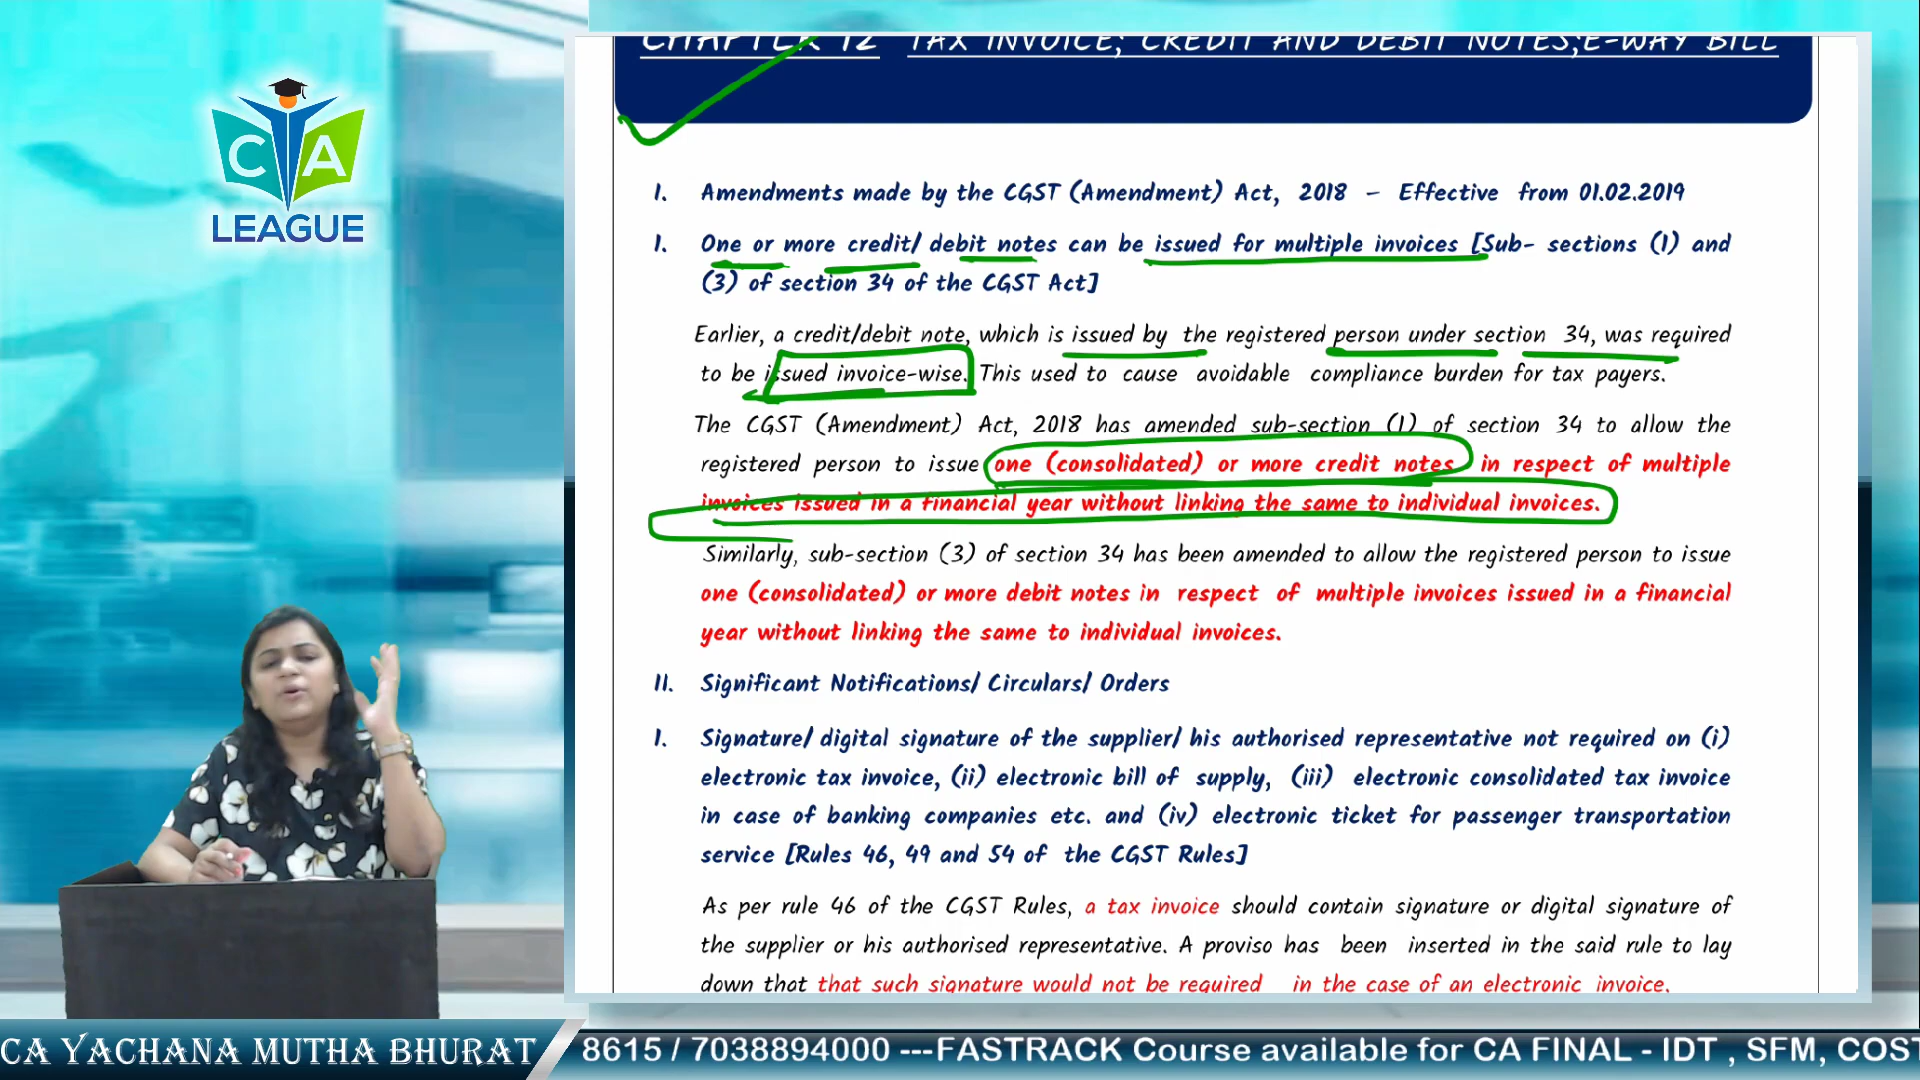 CHAPTER 12 TAX INVOICE; CREDIT AND DEBIT NOTES;E-WAY BILL
CA
LEAGUE
I. Amendments made by the CGST (Amendment) Act, 2018 – Effective from 01.02.2019
1. One or more credit/ debit notes can be issued for multiple invoices [Sub- sections (1) and
(3) of section 34 of the CGST Act]
Earlier, a credit/debit note, which is issued by the registered person under section 34, was required
to be issued invoice-wise. This used to cause avoidable compliance burden for tax payers.
The CGST (Amendment) Act, 2018 has amended sub-section (1) of section 34 to allow the
registered person to issue one (consolidated) or more credit notes in respect of multiple
invoices issued in a financial year without linking the same to individual invoices.
Similarly, sub-section (3) of section 34 has been amended to allow the registered person to issue
one (consolidated) or more debit notes in respect of multiple invoices issued in a financial
year without linking the same to individual invoices.
II. Significant Notifications/ Circulars/ Orders
1. Signature/ digital signature of the supplier/ his authorised representative not required on (i)
electronic tax invoice, (ii) electronic bill of supply, (iii) electronic consolidated tax invoice
in case of banking companies etc. and (iv) electronic ticket for passenger transportation
service [Rules 46, 49 and 54 of the CGST Rules]
As per rule 46 of the CGST Rules, a tax invoice should contain signature or digital signature of
the supplier or his authorised representative. A proviso has been inserted in the said rule to lay
down that that such signature would not be required in the case of an electronic invoice.
CA YACHANA MUTHA BHURAT
8615 / 7038894000 ---FASTRACK Course available for CA FINAL - IDT , SFM, COST